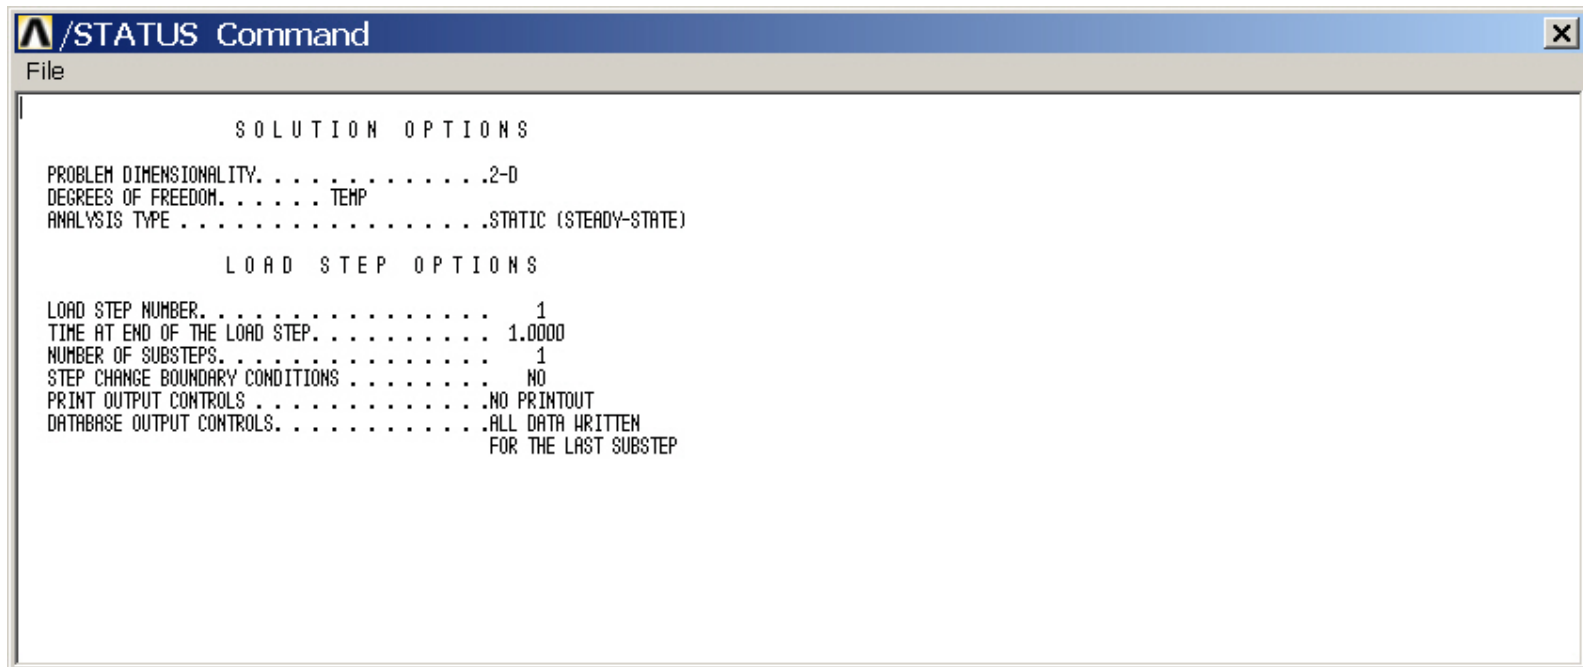 /STATUS Command
File
S O L U T I O N   O P T I O N S
PROBLEM DIMENSIONALITY. . . . . . . . . . . . .2-D
DEGREES OF FREEDOM. . . . . . TEMP
ANALYSIS TYPE . . . . . . . . . . . . . . . . .STATIC (STEADY-STATE)
L O A D   S T E P   O P T I O N S
LOAD STEP NUMBER. . . . . . . . . . . . . . . . 1
TIME AT END OF THE LOAD STEP. . . . . . . . . . 1.0000
NUMBER OF SUBSTEPS. . . . . . . . . . . . . . . 1
STEP CHANGE BOUNDARY CONDITIONS . . . . . . . . NO
PRINT OUTPUT CONTROLS . . . . . . . . . . . . .NO PRINTOUT
DATABASE OUTPUT CONTROLS. . . . . . . . . . . .ALL DATA WRITTEN
FOR THE LAST SUBSTEP